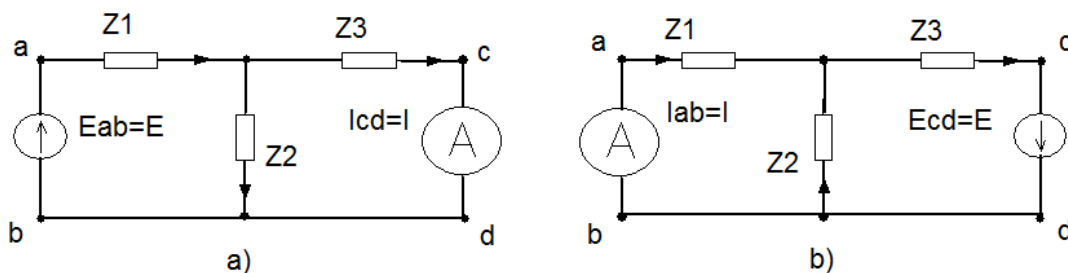 Z1 Z3
a c
Eab=E Icd=I A
Z2
b d
a)
Z1 Z3
a c
Iab=I Ecd=E
A
Z2
b d
b)